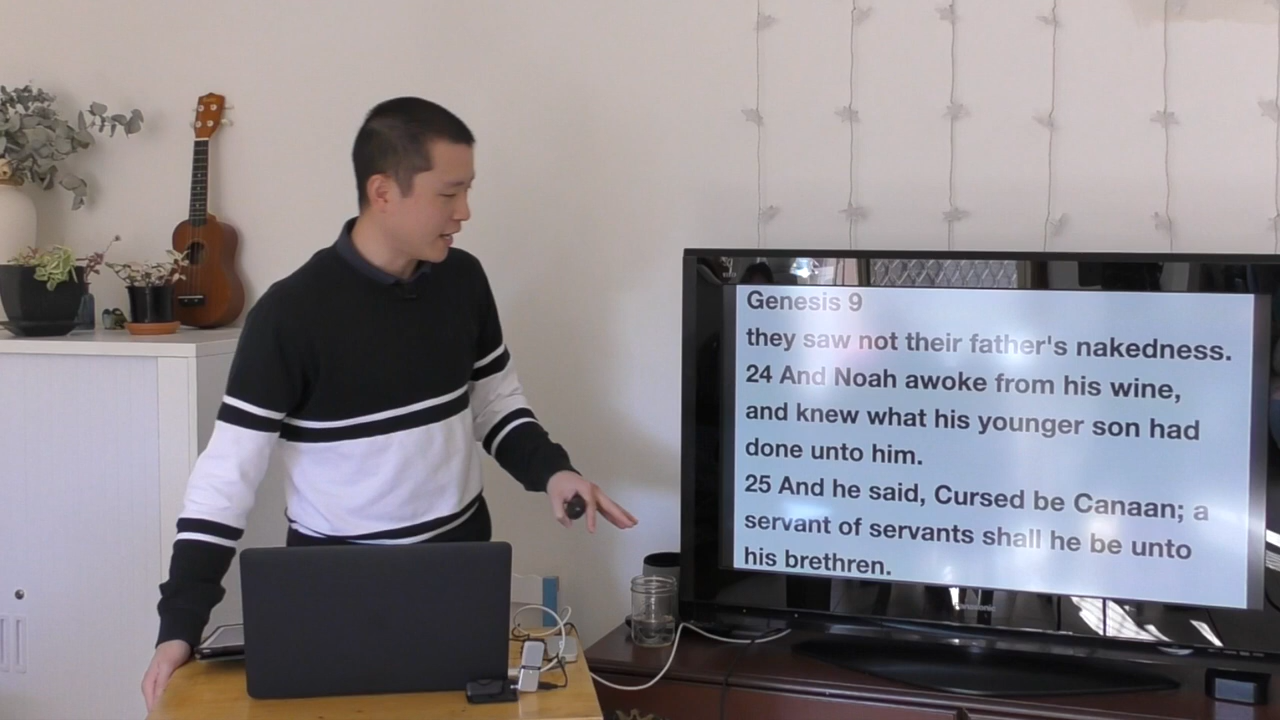 Genesis 9
they saw not their father's nakedness.
24 And Noah awoke from his wine,
and knew what his younger son had
done unto him.
25 And he said, Cursed be Canaan; a
servant of servants shall he be unto
his brethren.
Panasonic